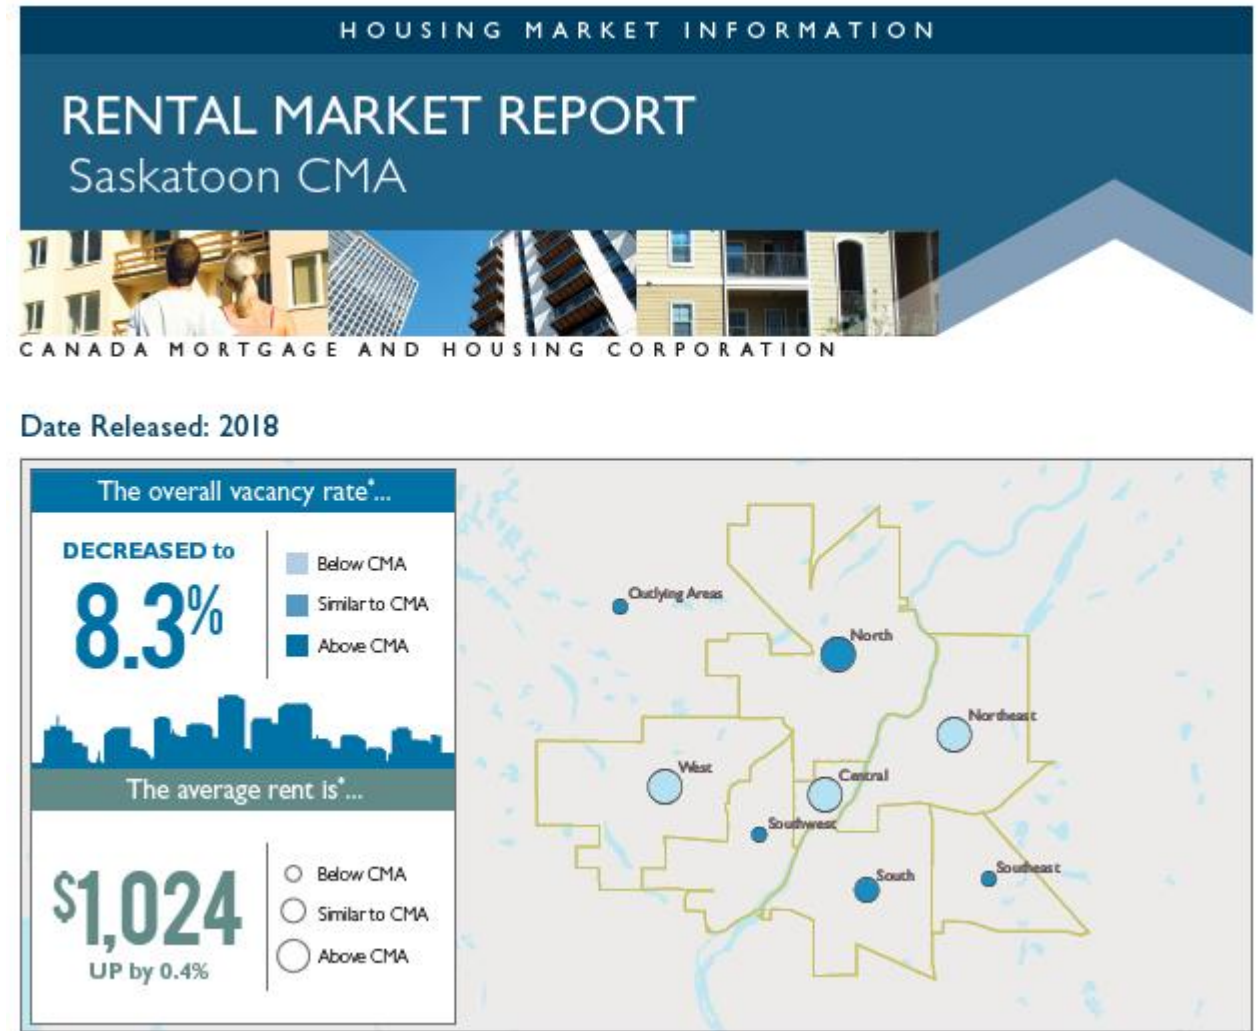 HOUSING MARKET INFORMATION
RENTAL MARKET REPORT
Saskatoon CMA
CANADA MORTGAGE AND HOUSING CORPORATION
Date Released: 2018
The overall vacancy rate*...
DECREASED to
8.3%
Below CMA
Similar to CMA
Above CMA
The average rent is*...
$1,024
UP by 0.4%
Below CMA
Similar to CMA
Above CMA
Outlying Areas
North
Northeast
West
Central
Southwest
South
Southeast